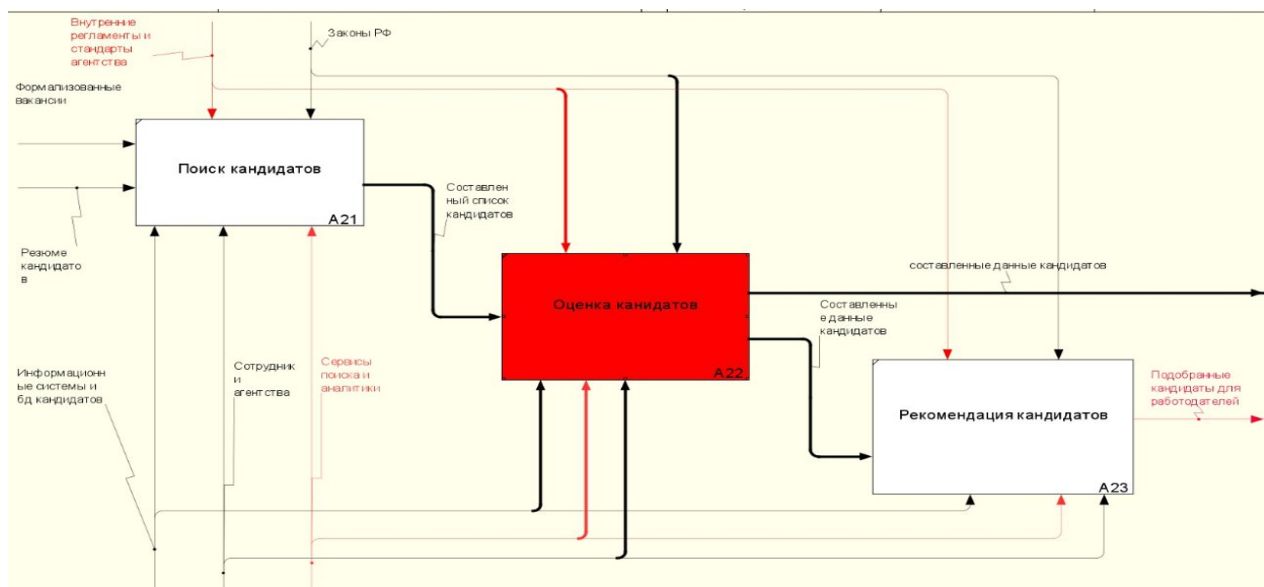 Внутренние
регламенты и
стандарты
агентства
Законы РФ
Формализованные
вакансии
Поиск кандидатов
A21
Составлен
ный список
кандидатов
Резюме
кандидато
в
составленные данные кандидатов
Оценка канидатов
A22
Составленны
е данные
кандидатов
Информационн
ые системы и
бд кандидатов
Сотрудник
и
агентства
Сервисы
поиска и
аналитики
Подобранные
кандидаты для
работодателей
Рекомендация кандидатов
A23